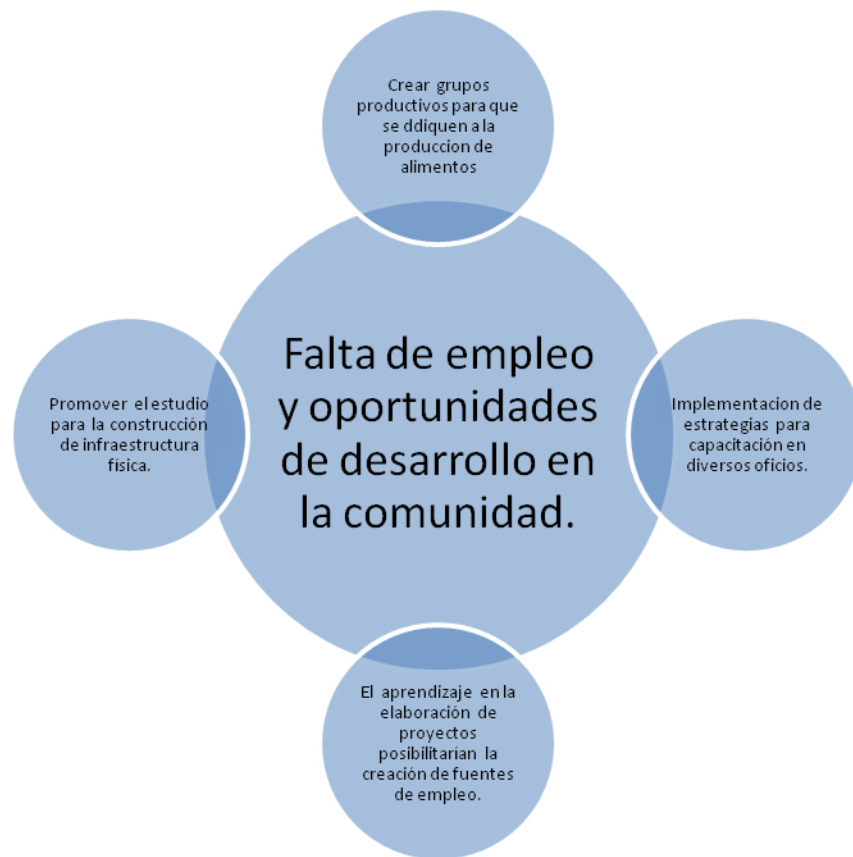 Crear grupos
productivos para que
se ddiquen a la
produccion de
alimentos
Falta de empleo
y oportunidades
de desarrollo en
la comunidad.
Promover el estudio
para la construcción
de infraestructura
física.
Implementacion de
estrategias para
capacitación en
diversos oficios.
El aprendizaje en la
elaboración de
proyectos
posibilitarían la
creación de fuentes
de empleo.